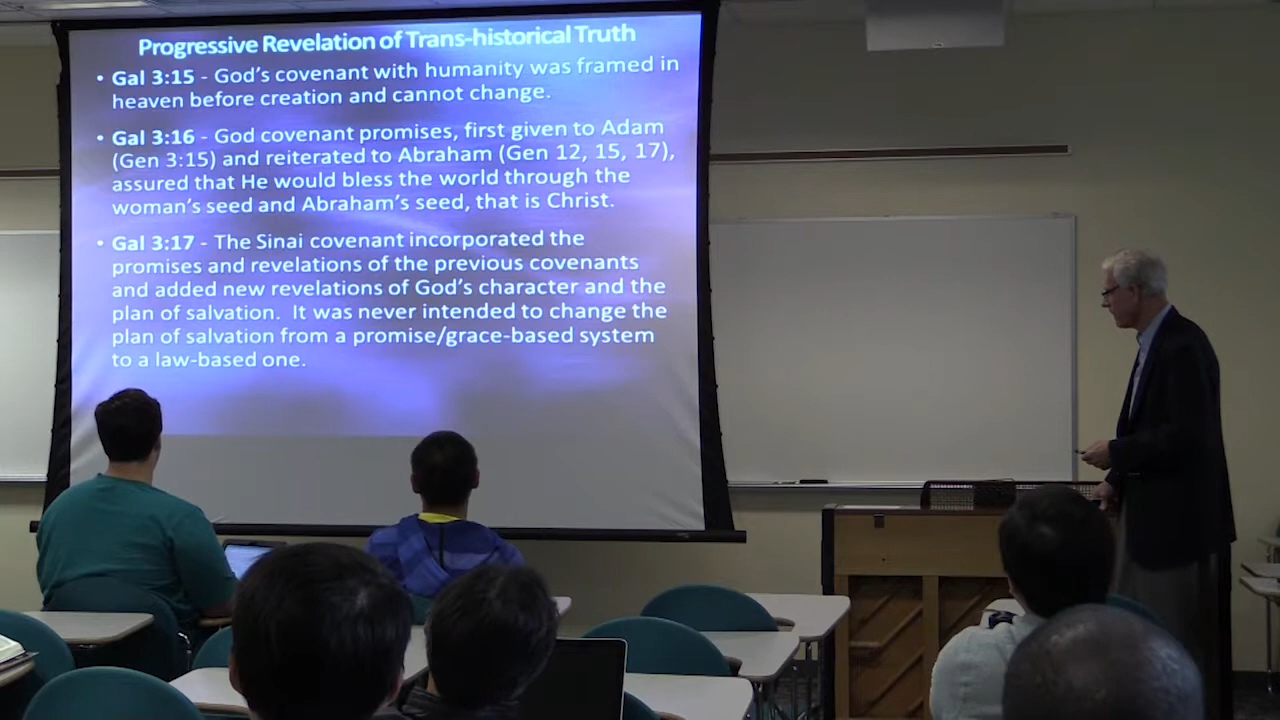 Progressive Revelation of Trans-historical Truth
• Gal 3:15 - God's covenant with humanity was framed in
heaven before creation and cannot change.
• Gal 3:16 - God covenant promises, first given to Adam
(Gen 3:15) and reiterated to Abraham (Gen 12, 15, 17),
assured that He would bless the world through the
woman's seed and Abraham's seed, that is Christ.
• Gal 3:17 - The Sinai covenant incorporated the
promises and revelations of the previous covenants
and added new revelations of God's character and the
plan of salvation. It was never intended to change the
plan of salvation from a promise/grace-based system
to a law-based one.